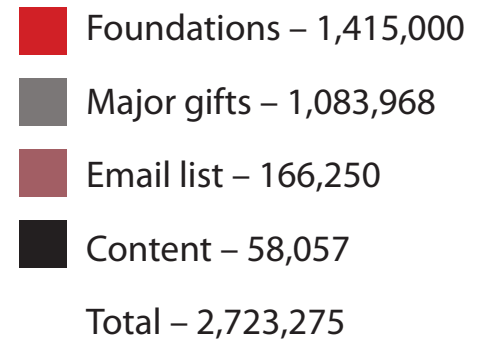 Foundations – 1,415,000
Major gifts – 1,083,968
Email list – 166,250
Content – 58,057
Total – 2,723,275